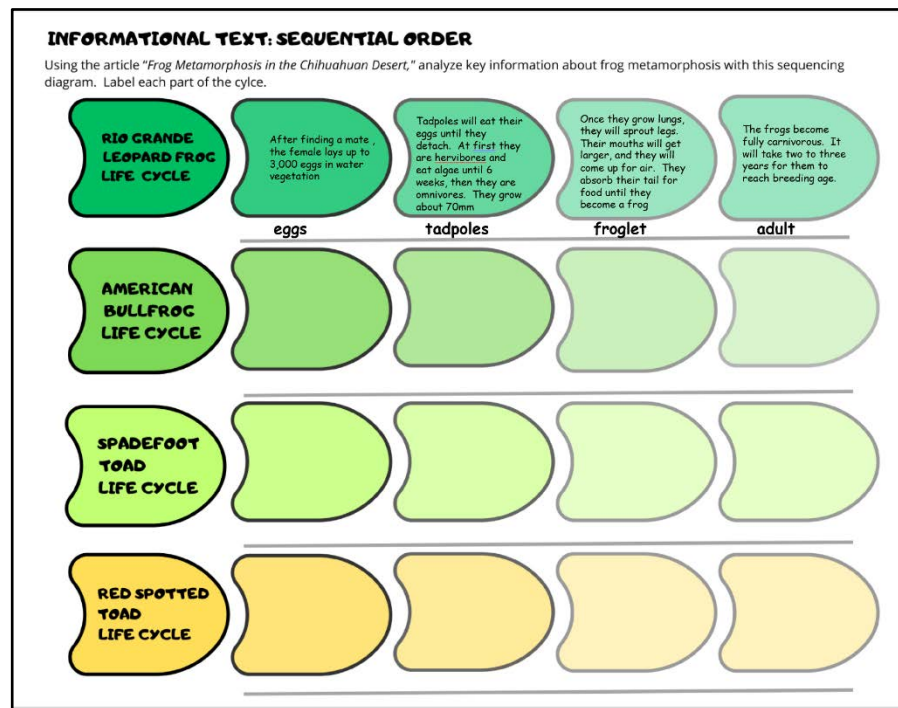 INFORMATIONAL TEXT: SEQUENTIAL ORDER
Using the article "Frog Metamorphosis in the Chihuahuan Desert," analyze key information about frog metamorphosis with this sequencing
diagram. Label each part of the cylce.
RIO GRANDE
LEOPARD FROG
LIFE CYCLE
After finding a mate ,
the female lays up to
3,000 eggs in water
vegetation
Tadpoles will eat their
eggs until they
detach. At first they
are hervibores and
eat algae until 6
weeks, then they are
omnivores. They grow
about 70mm
Once they grow lungs,
they will sprout legs.
Their mouths will get
larger, and they will
come up for air. They
absorb their tail for
food until they
become a frog
The frogs become
fully carnivorous. It
will take two to three
years for them to
reach breeding age.
eggs
tadpoles
froglet
adult
AMERICAN
BULLFROG
LIFE CYCLE
SPADEFOOT
TOAD
LIFE CYCLE
RED SPOTTED
TOAD
LIFE CYCLE